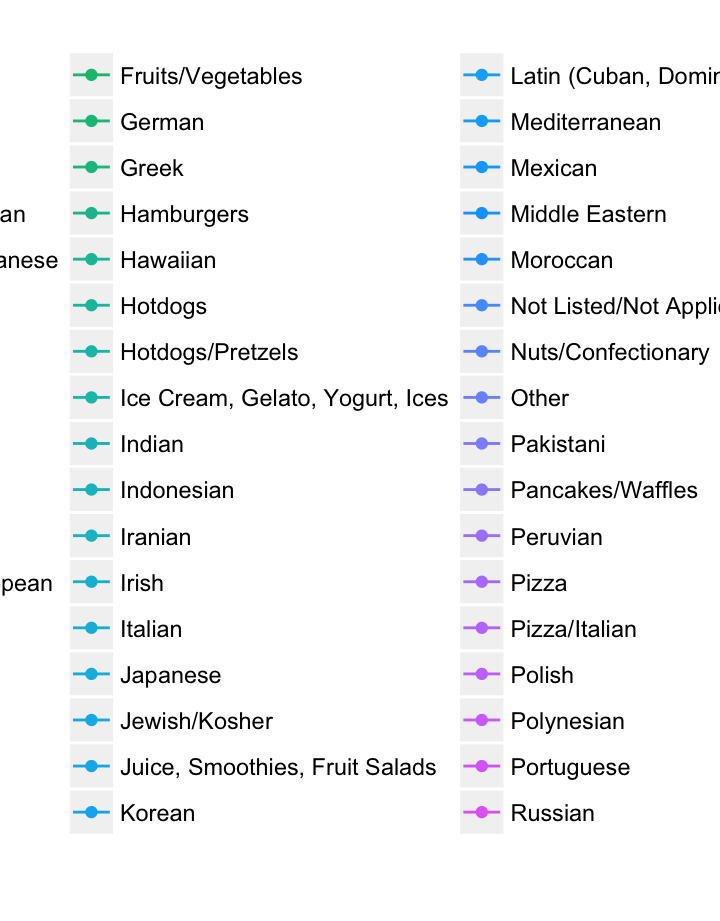 an
anese
pean
Fruits/Vegetables
German
Greek
Hamburgers
Hawaiian
Hotdogs
Hotdogs/Pretzels
Ice Cream, Gelato, Yogurt, Ices
Indian
Indonesian
Iranian
Irish
Italian
Japanese
Jewish/Kosher
Juice, Smoothies, Fruit Salads
Korean
Latin (Cuban, Domin
Mediterranean
Mexican
Middle Eastern
Moroccan
Not Listed/Not Applic
Nuts/Confectionary
Other
Pakistani
Pancakes/Waffles
Peruvian
Pizza
Pizza/Italian
Polish
Polynesian
Portuguese
Russian